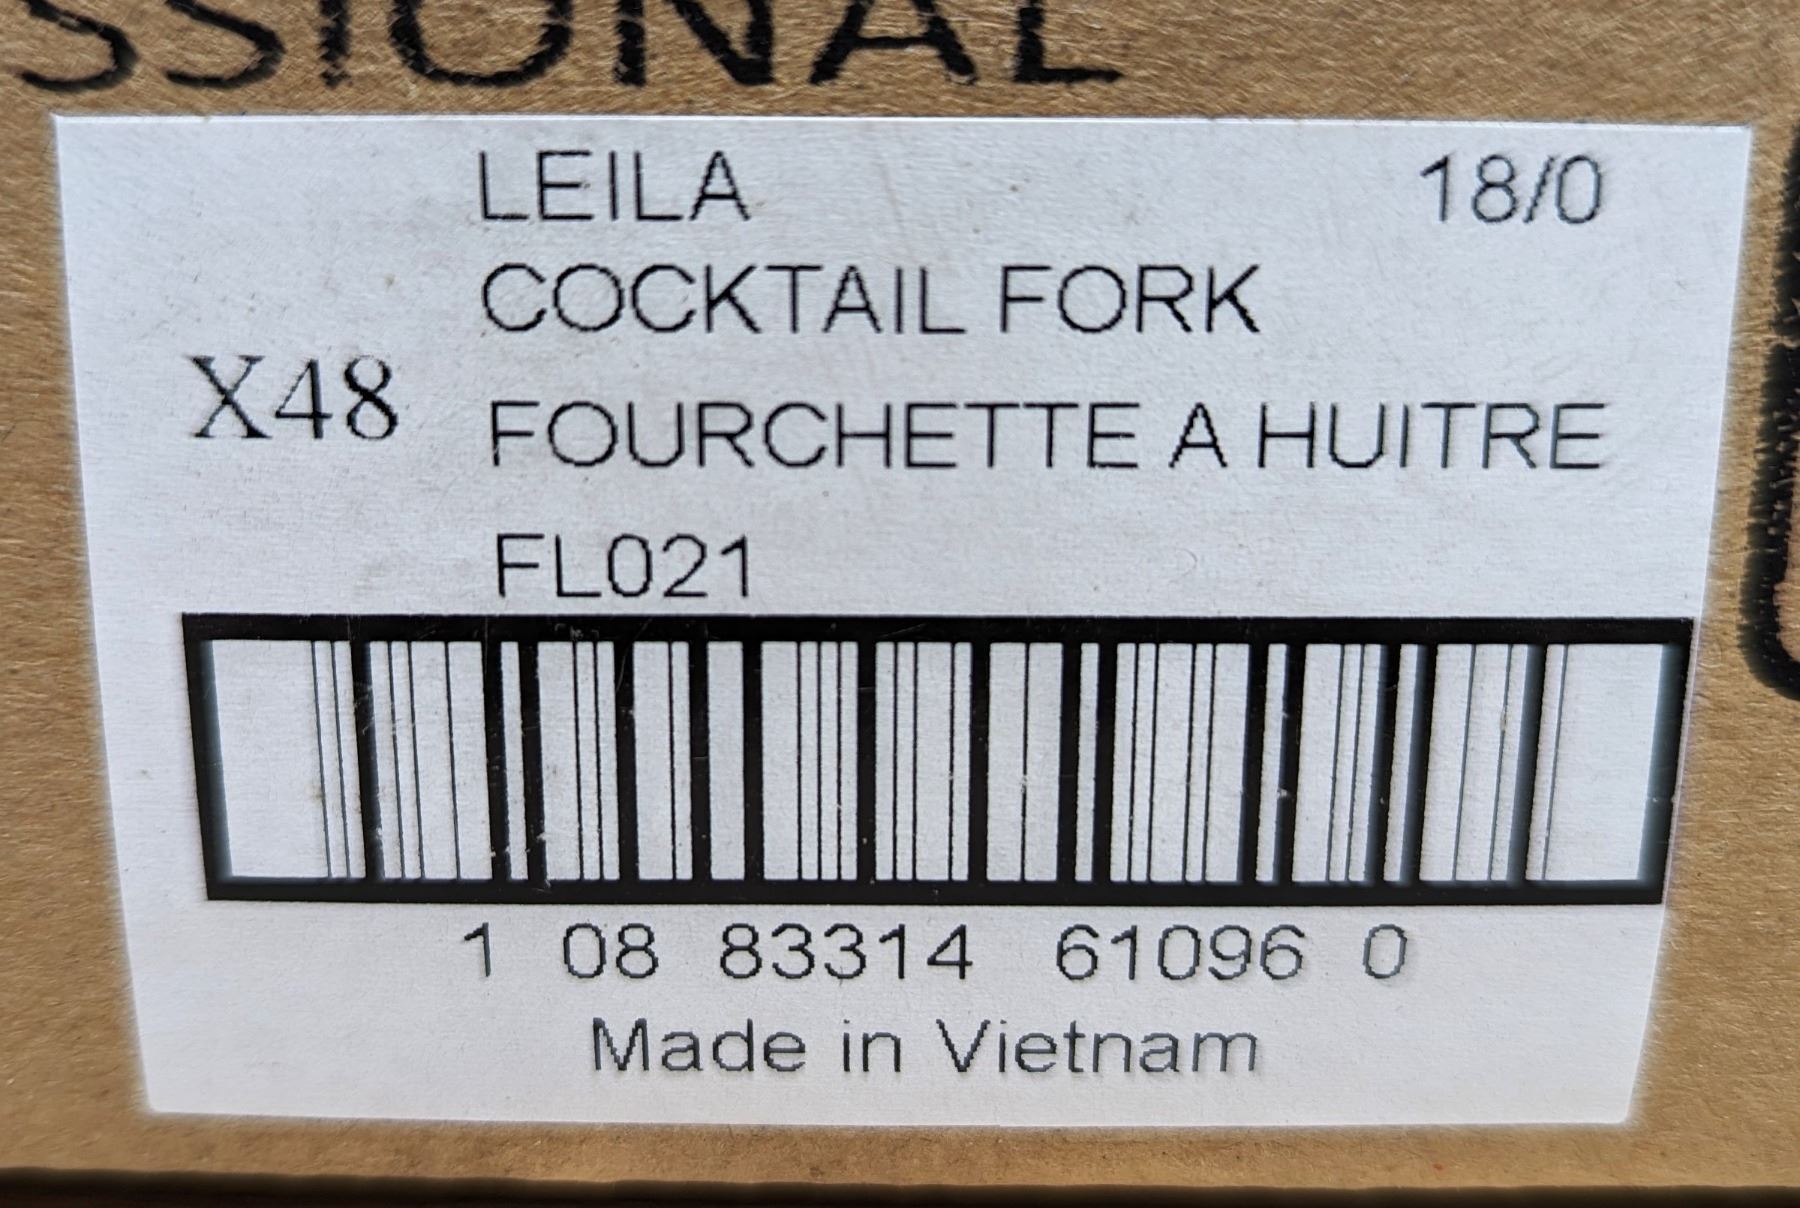 SSIONAL
LEILA 18/0
COCKTAIL FORK
X48
FOURCHETTE A HUITRE
FL021
1 08 83314 61096 0
Made in Vietnam